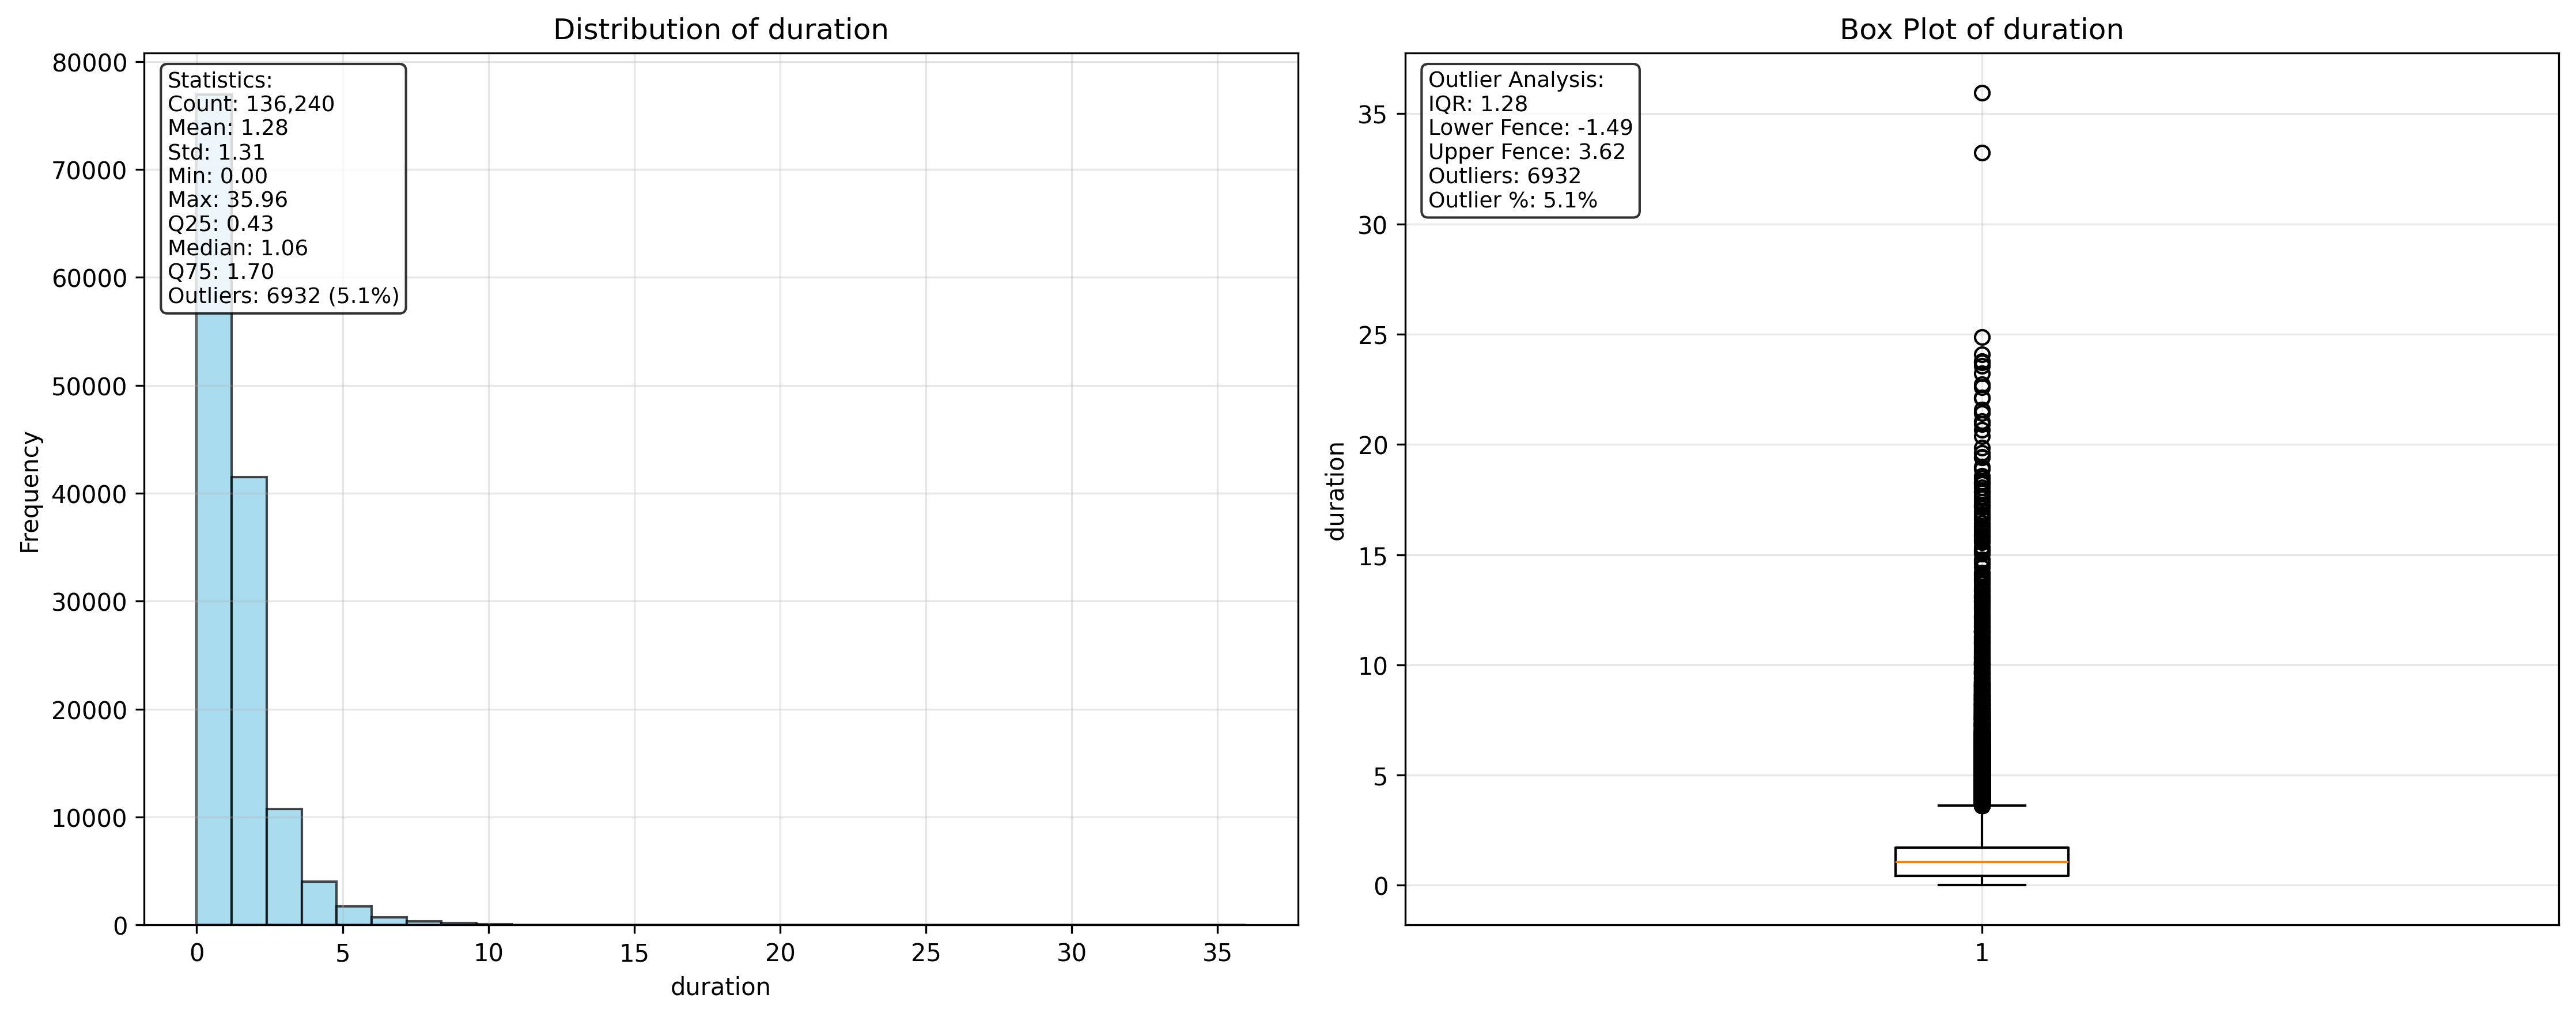 Distribution of duration
80000
70000
60000
50000
40000
30000
20000
10000
0
Frequency
Statistics:
Count: 136,240
Mean: 1.28
Std: 1.31
Min: 0.00
Max: 35.96
Q25: 0.43
Median: 1.06
Q75: 1.70
Outliers: 6932 (5.1%)
0 5 10 15 20 25 30 35
duration
Box Plot of duration
35
30
25
20
15
10
5
0
duration
Outlier Analysis:
IQR: 1.28
Lower Fence: -1.49
Upper Fence: 3.62
Outliers: 6932
Outlier %: 5.1%
1